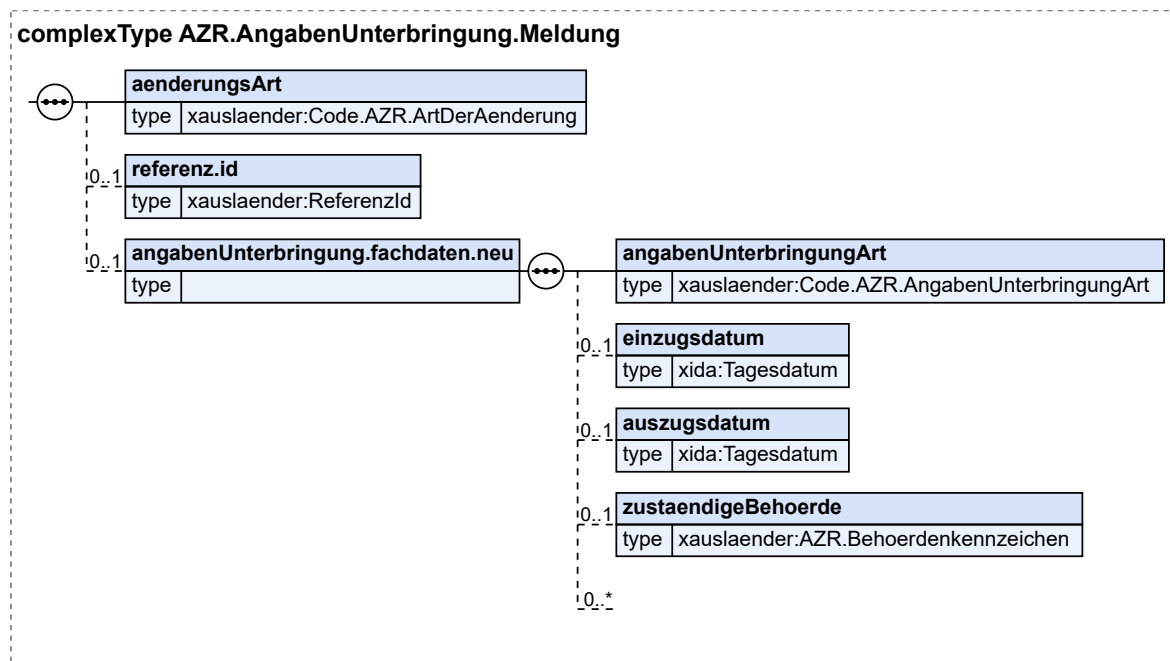 complexType AZR.AngabenUnterbringung.Meldung
aenderungsArt
type xauslaender:Code.AZR.ArtDerAenderung
0..1 referenz.id
type xauslaender:ReferenzId
0..1 angabenUnterbringung.fachdaten.neu
type
angabenUnterbringungArt
type xauslaender:Code.AZR.AngabenUnterbringungArt
0..1 einzugsdatum
type xida:Tagesdatum
0..1 auszugsdatum
type xida:Tagesdatum
0..1 zustaendigeBehoerde
type xauslaender:AZR.Behoerdenkennzeichen
0..*